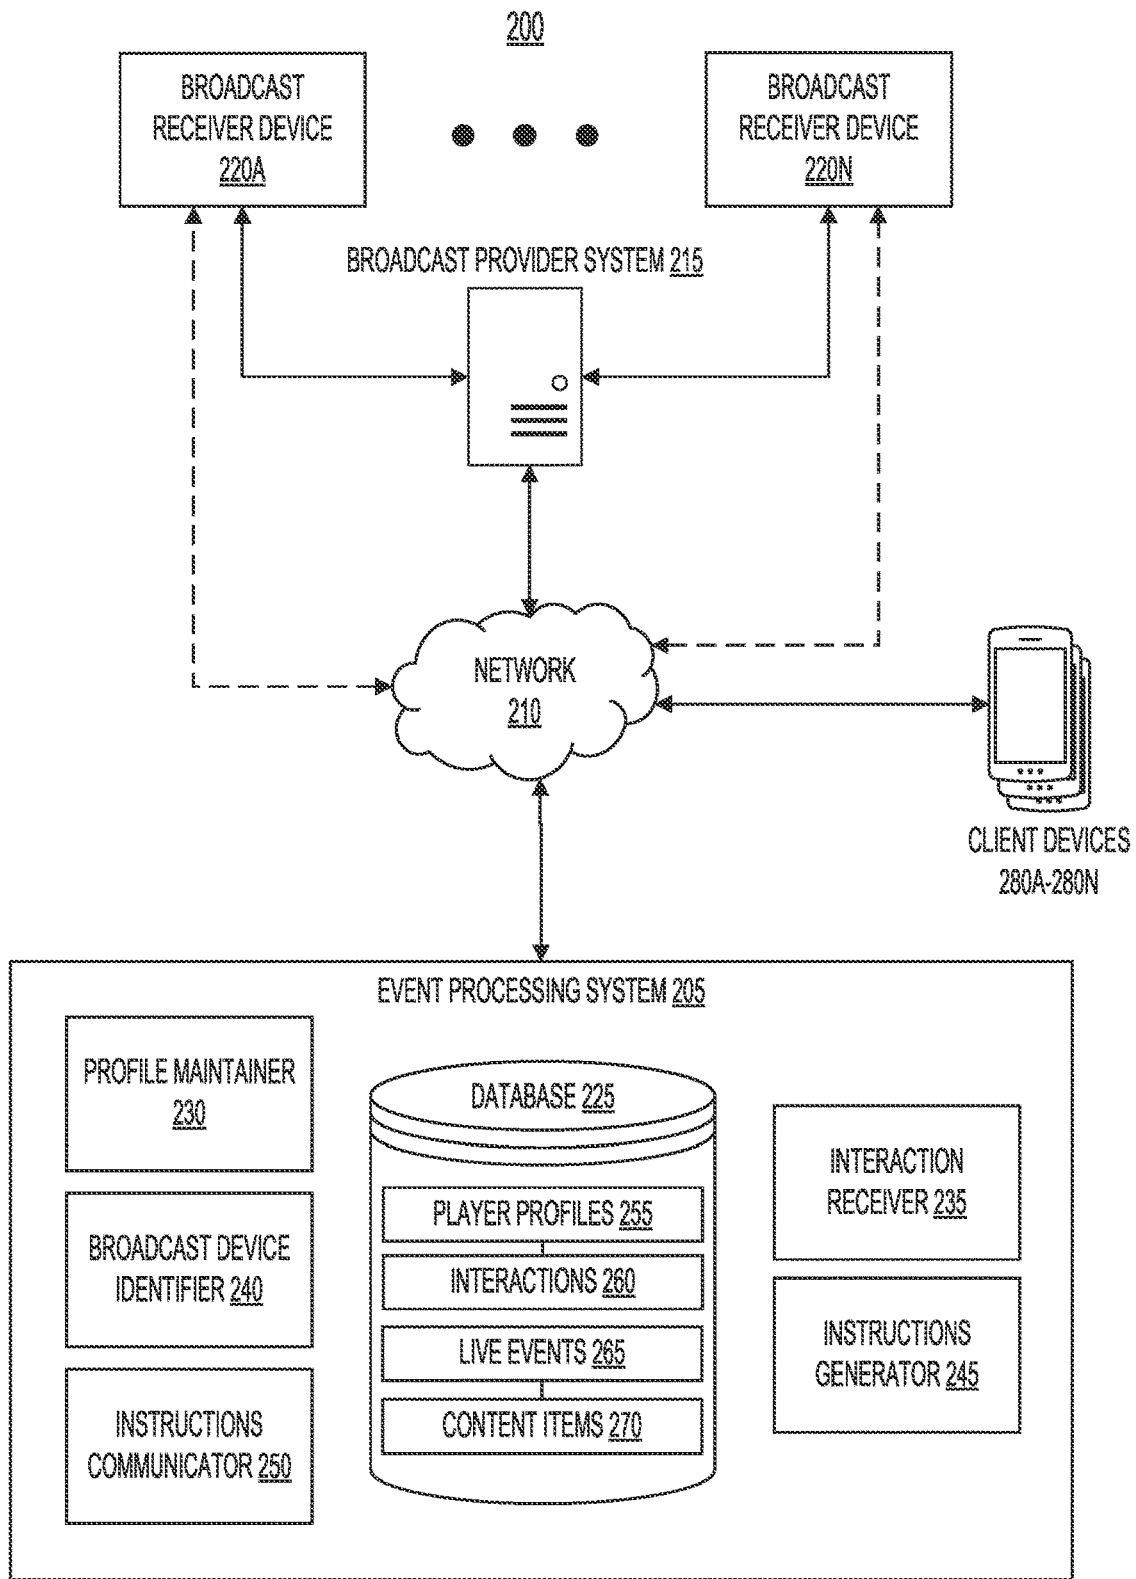 200
BROADCAST
RECEIVER DEVICE
220A
BROADCAST
RECEIVER DEVICE
220N
BROADCAST PROVIDER SYSTEM 215
NETWORK
210
CLIENT DEVICES
280A-280N
EVENT PROCESSING SYSTEM 205
PROFILE MAINTAINER
230
BROADCAST DEVICE
IDENTIFIER 240
INSTRUCTIONS
COMMUNICATOR 250
DATABASE 225
PLAYER PROFILES 255
INTERACTIONS 260
LIVE EVENTS 265
CONTENT ITEMS 270
INTERACTION
RECEIVER 235
INSTRUCTIONS
GENERATOR 245